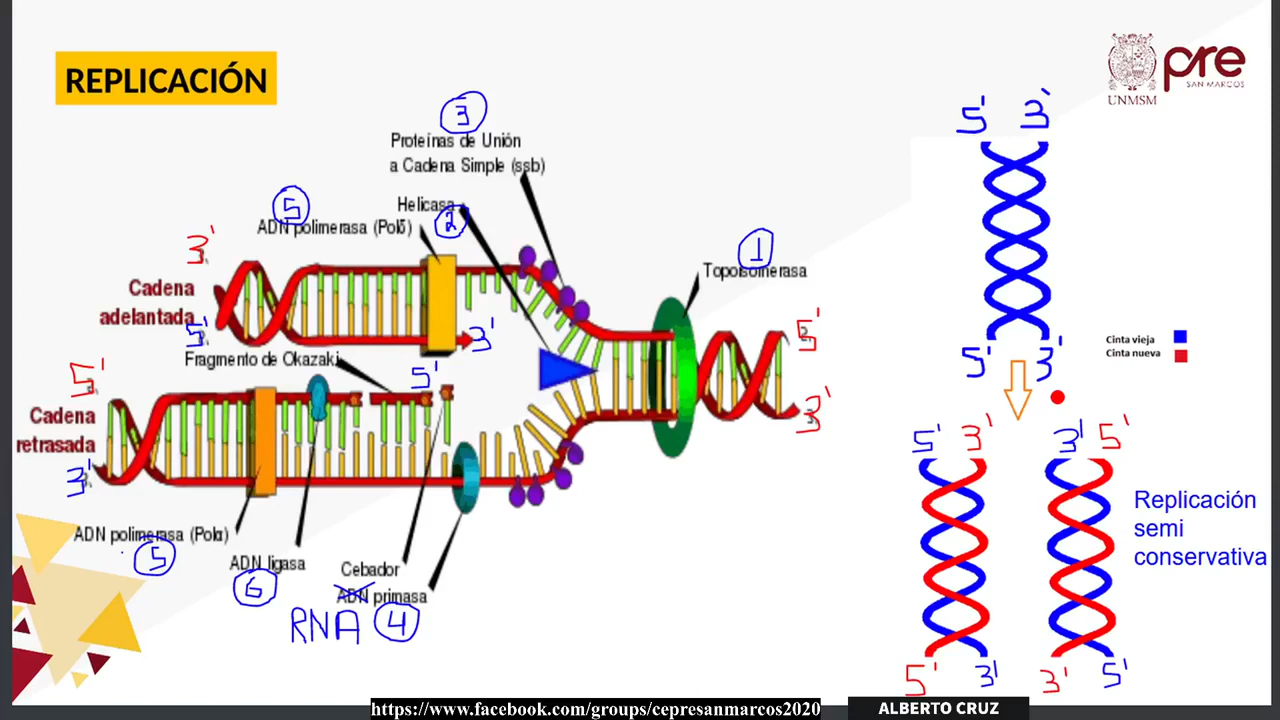 REPLICACIÓN
UNMSM
pre
SAN MARCOS
3
Proteínas de Unión
a Cadena Simple (ssb)
5
Helicasa
2
ADN polimerasa (Polδ)
1
Topoisomerasa
3'
Cadena
adelantada
5'
3'
5'
3'
Fragmento de Okazaki
5'
5'
Cadena
retrasada
3'
ADN polimerasa (Polα)
5
ADN ligasa
6
Cebador
ADN primasa
RNA 4
5' 3'
5' 3'
Cinta vieja
Cinta nueva
5' 3' 3' 5'
Replicación
semi
conservativa
5' 3' 3' 5'
https://www.facebook.com/groups/cepresanmarcos2020
ALBERTO CRUZ